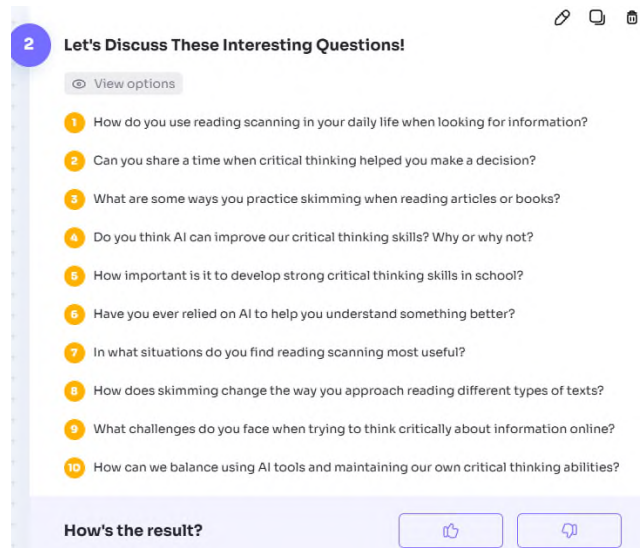 2
Let's Discuss These Interesting Questions!
View options
1 How do you use reading scanning in your daily life when looking for information?
2 Can you share a time when critical thinking helped you make a decision?
3 What are some ways you practice skimming when reading articles or books?
4 Do you think AI can improve our critical thinking skills? Why or why not?
5 How important is it to develop strong critical thinking skills in school?
6 Have you ever relied on AI to help you understand something better?
7 In what situations do you find reading scanning most useful?
8 How does skimming change the way you approach reading different types of texts?
9 What challenges do you face when trying to think critically about information online?
10 How can we balance using AI tools and maintaining our own critical thinking abilities?
How's the result?